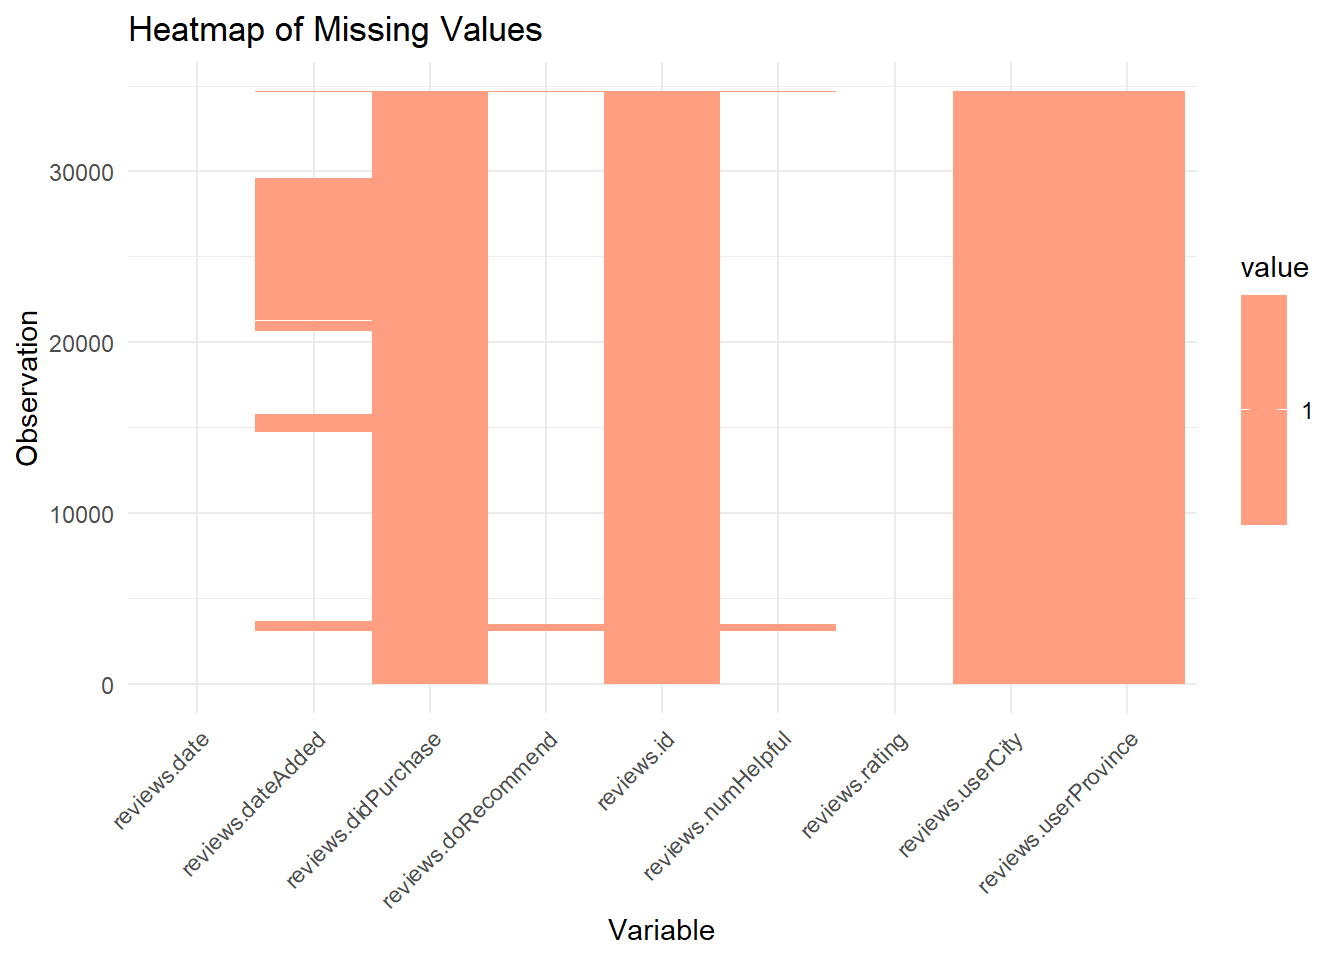 Heatmap of Missing Values
30000
20000
10000
0
Observation
reviews.date
reviews.dateAdded
reviews.didPurchase
reviews.doRecommend
reviews.id
reviews.numHelpful
reviews.rating
reviews.userCity
reviews.userProvince
Variable
value
1